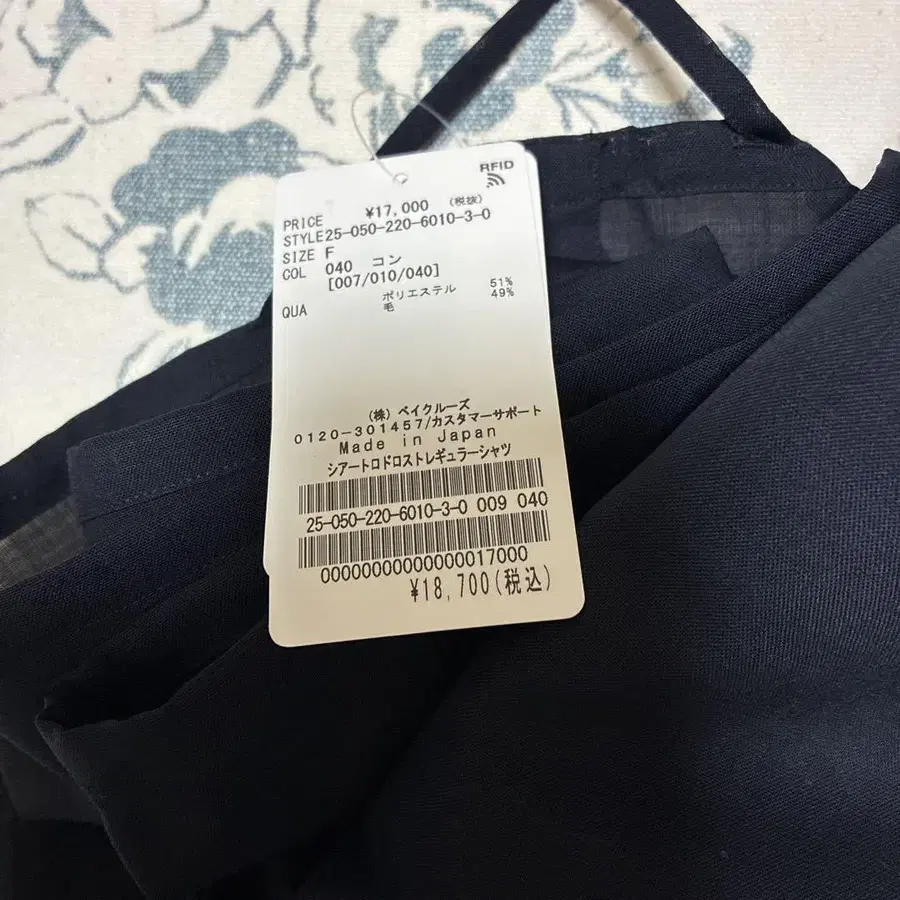 RFID
PRICE ¥17,000 (税抜)
STYLE25-050-220-6010-3-0
SIZE F
COL 040 コン
[007/010/040]
QUA ポリエステル 51%
毛 49%
(株) ベイクルーズ
0120-301457/カスタマーサポート
Made in Japan
シアートロドロストレギュラーシャツ
25-050-220-6010-3-0 009 040
00000000000000017000
¥18,700(税込)